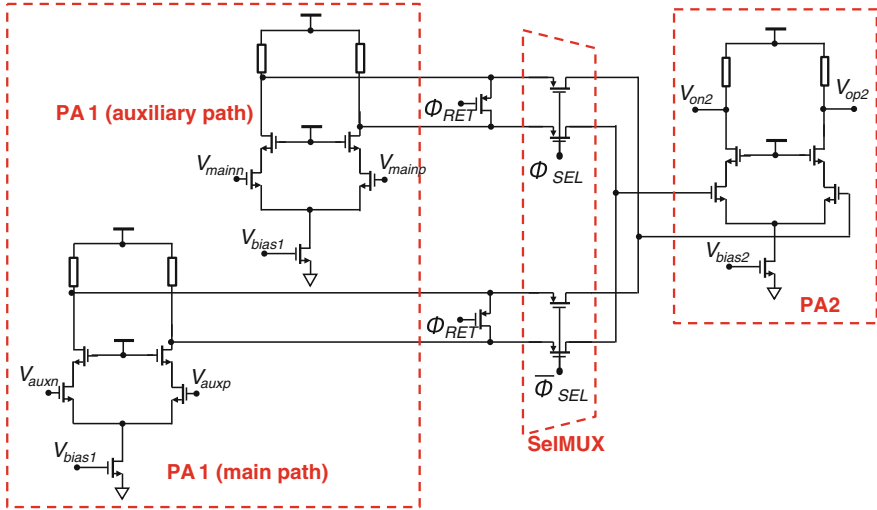 PA 1 (auxiliary path)
V_mainn
V_mainp
V_bias1
Φ_RET
Φ_SEL
V_on2
V_op2
V_bias2
PA2
V_auxn
V_auxp
V_bias1
Φ_RET
Φ̅_SEL
SelMUX
PA 1 (main path)